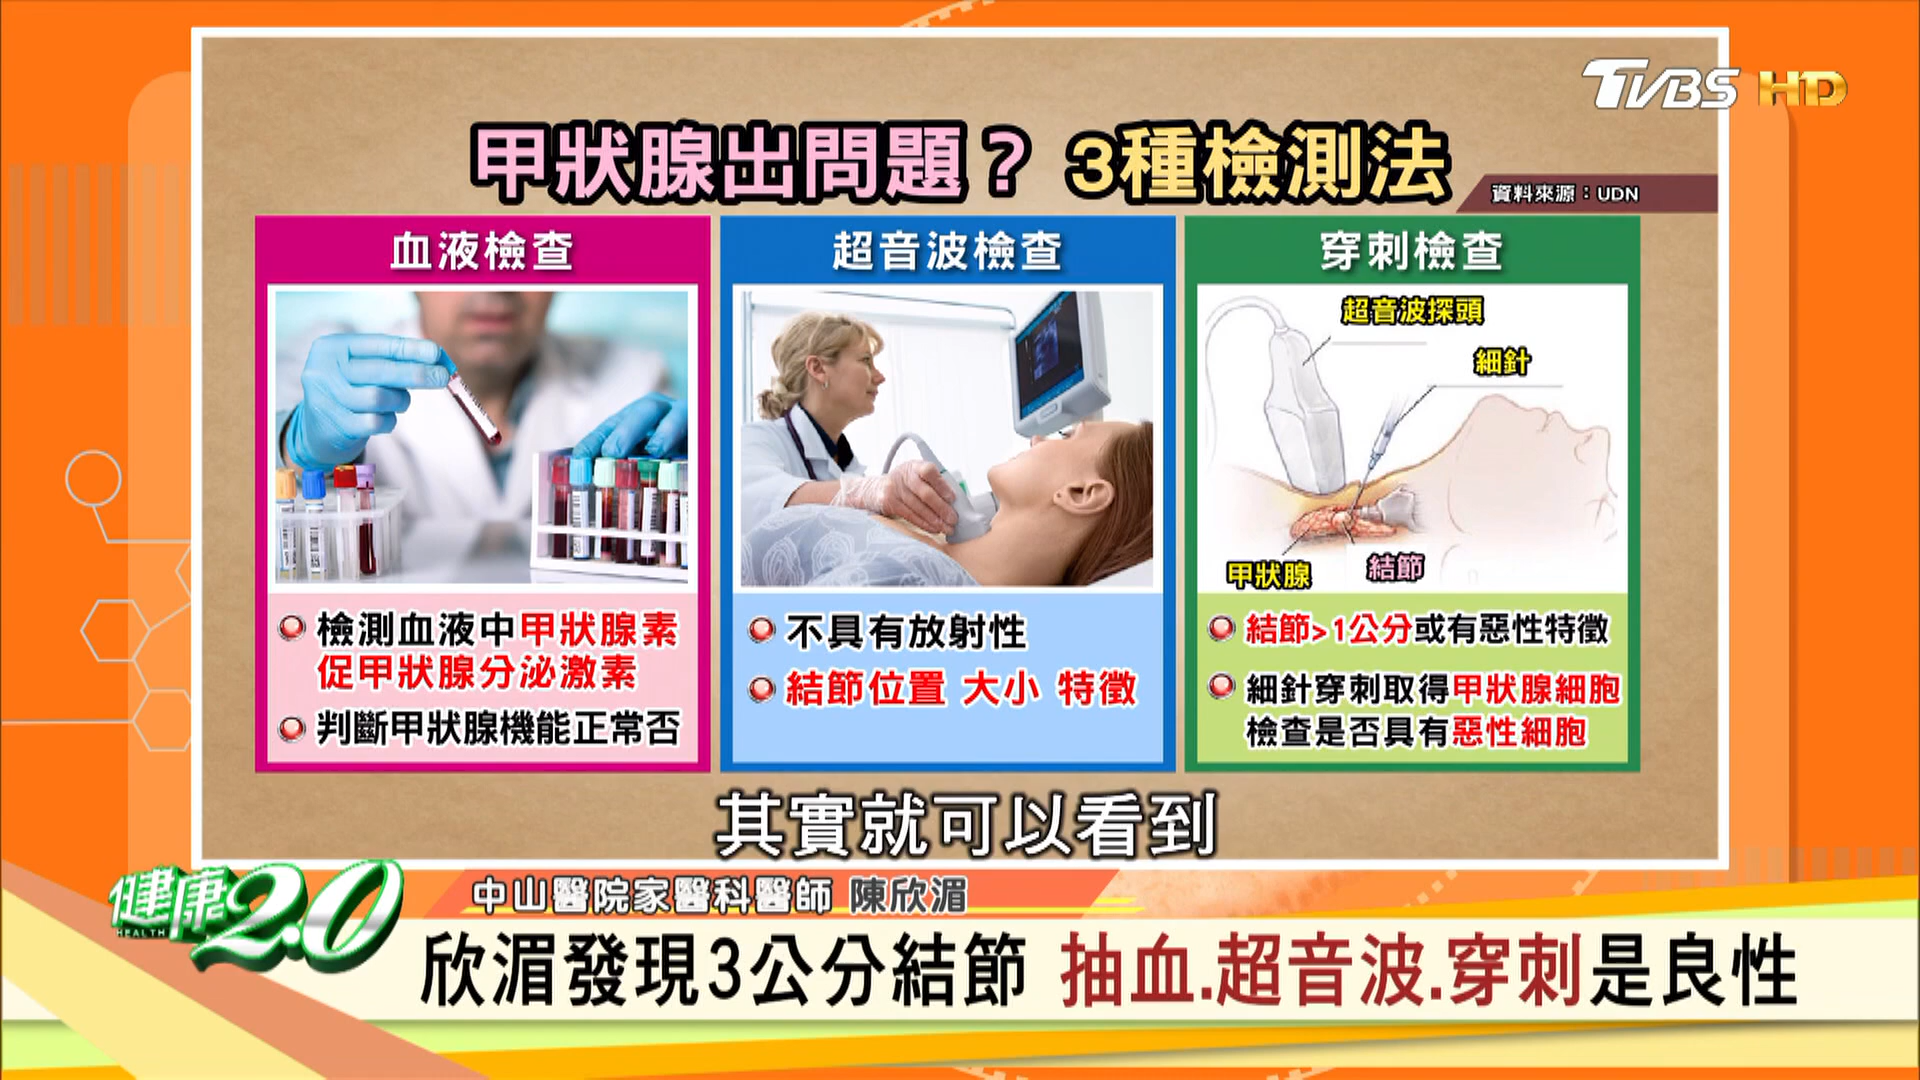 TVBS HD
甲狀腺出問題？ 3種檢測法
資料來源：UDN
血液檢查
檢測血液中甲狀腺素
促甲狀腺分泌激素
判斷甲狀腺機能正常否
超音波檢查
不具有放射性
結節位置 大小 特徵
穿刺檢查
超音波探頭
細針
甲狀腺
結節
結節>1公分或有惡性特徵
細針穿刺取得甲狀腺細胞
檢查是否具有惡性細胞
其實就可以看到
健康2.0
HEALTH
中山醫院家醫科醫師 陳欣湄
欣湄發現3公分結節 抽血.超音波.穿刺是良性